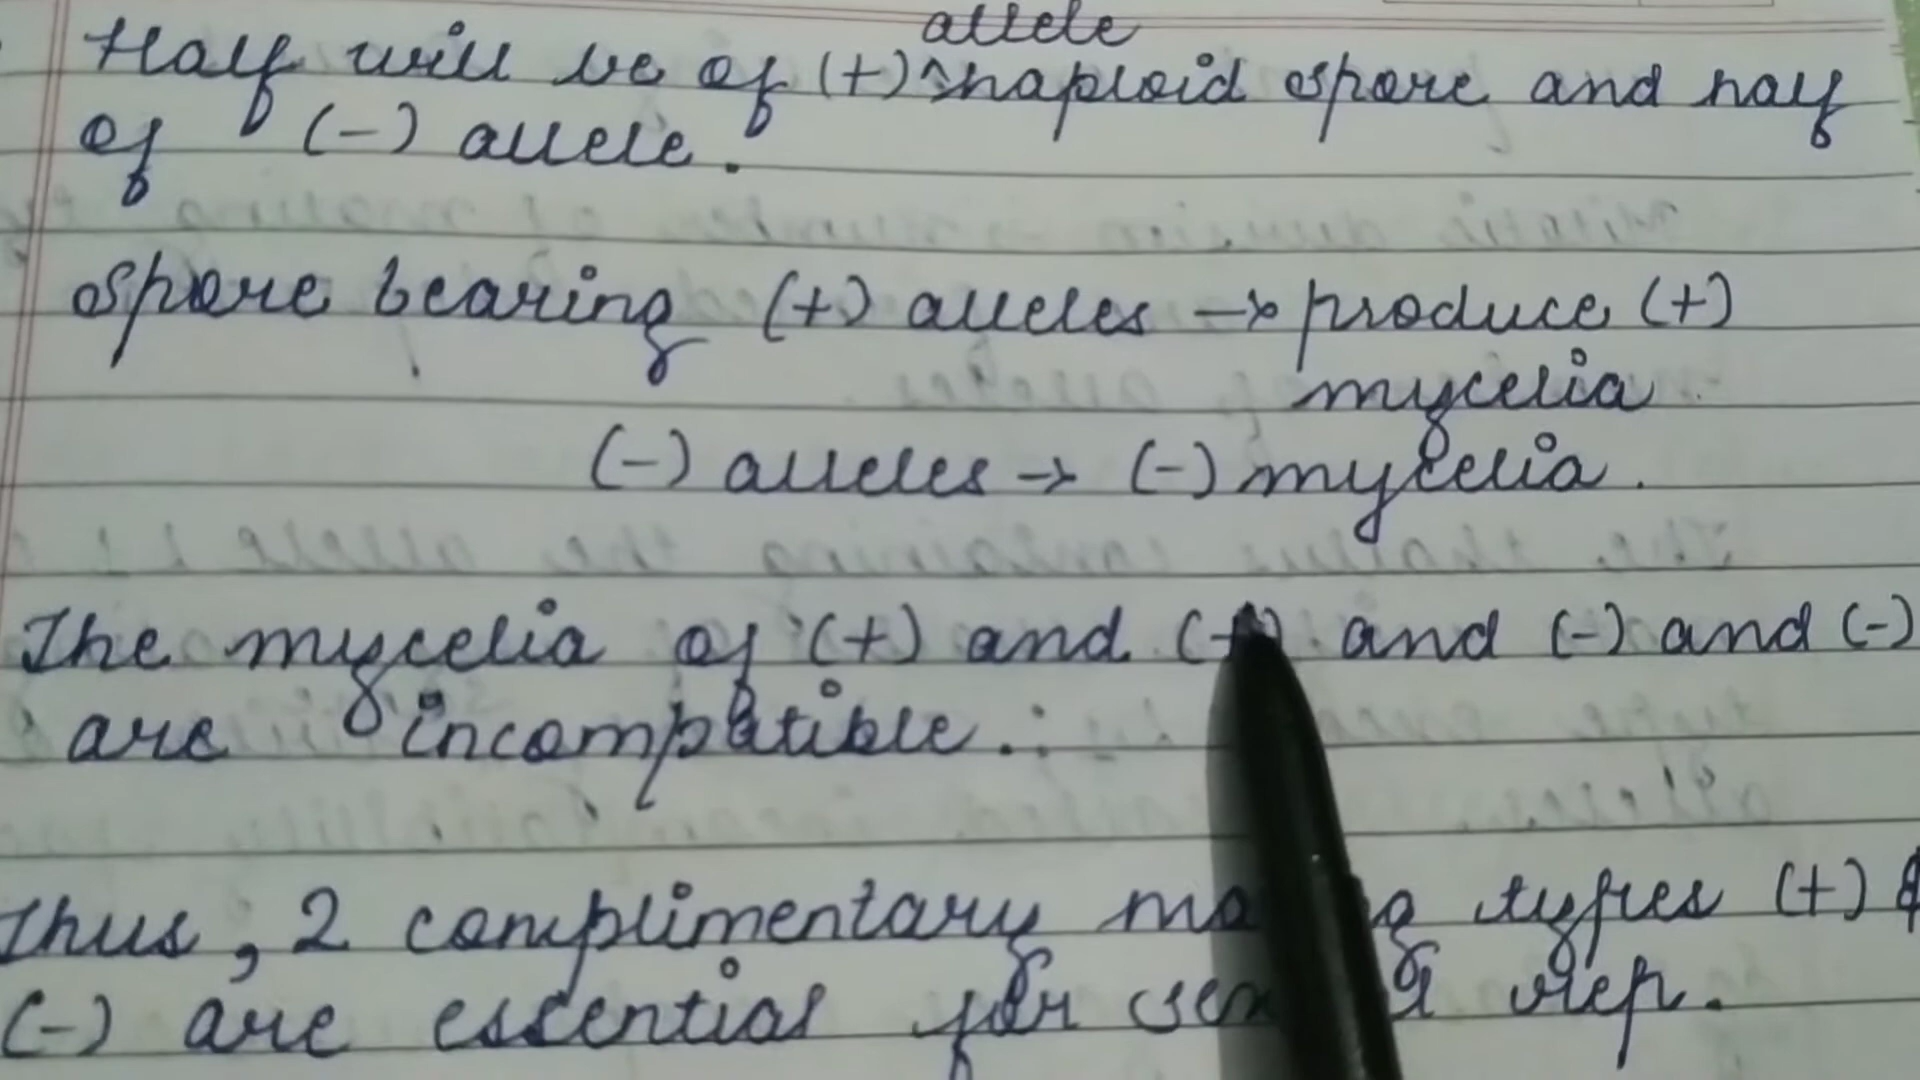 allele
Half will be of (+) ^ haploid spore and half
of (-) allele.
Spore bearing (+) alleles → produce (+)
mycelia
(-) alleles → (-) mycelia.
The mycelia of (+) and (+) and (-) and (-)
are incompatible.
Thus, 2 complimentary types (+) &
(-) are essential for rep.